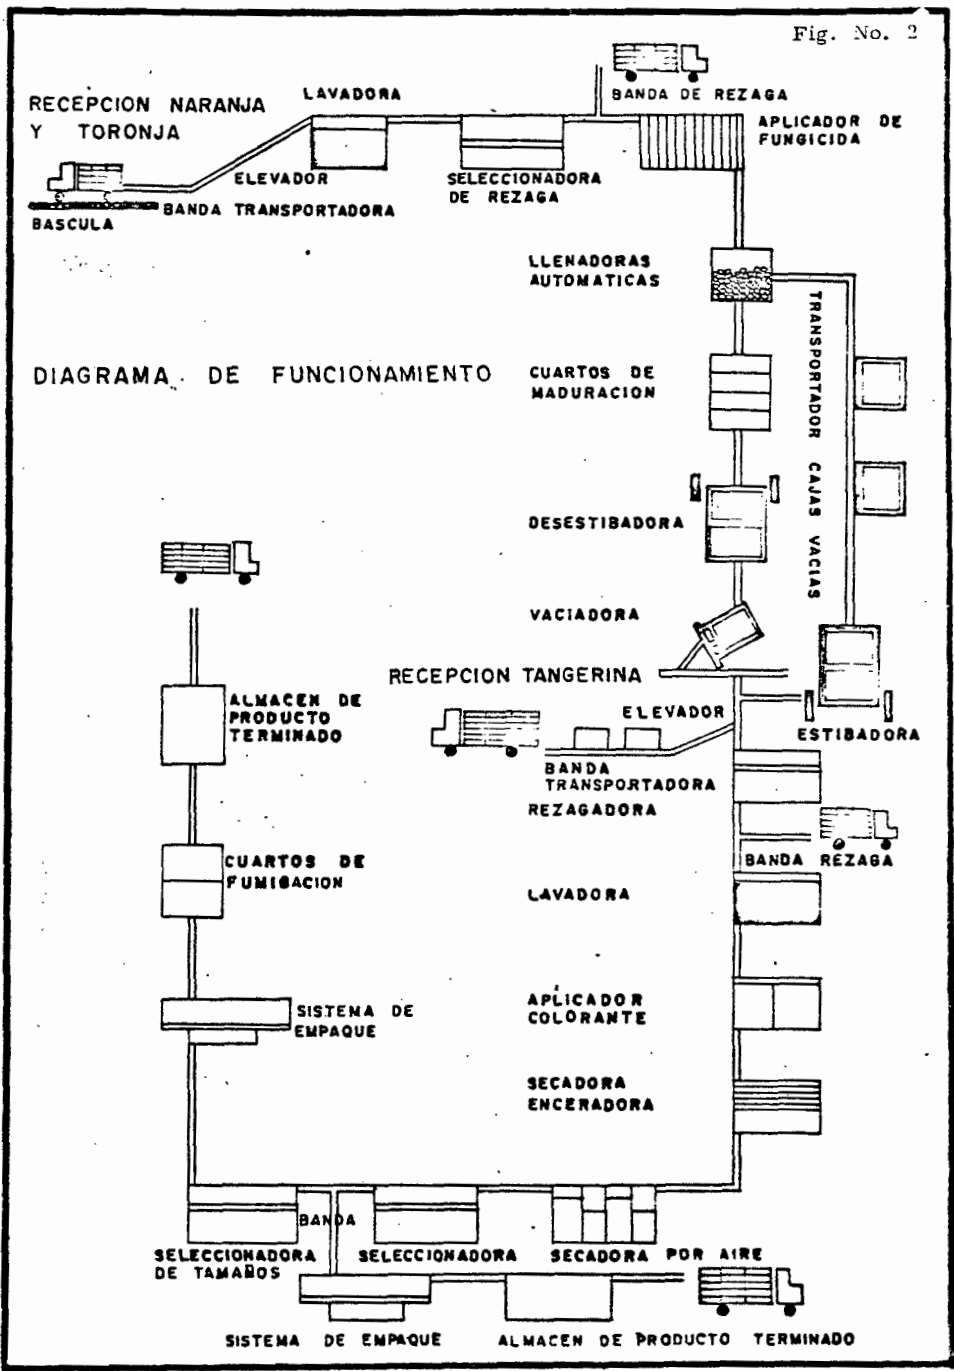 Fig. No. 2
BANDA DE REZAGA
LAVADORA
RECEPCION NARANJA
Y TORONJA
APLICADOR DE
FUNGICIDA
ELEVADOR
SELECCIONADORA
DE REZAGA
BANDA TRANSPORTADORA
BASCULA
LLENADORAS
AUTOMATICAS
TRANSPORTADOR CAJAS VACIAS
DIAGRAMA DE FUNCIONAMIENTO
CUARTOS DE
MADURACION
DESESTIBADORA
VACIADORA
RECEPCION TANGERINA
ALMACEN DE
PRODUCTO
TERMINADO
ELEVADOR
ESTIBADORA
BANDA
TRANSPORTADORA
REZAGADORA
BANDA REZAGA
CUARTOS DE
FUMIGACION
LAVADORA
SISTEMA DE
EMPAQUE
APLICADOR
COLORANTE
SECADORA
ENCERADORA
BANDA
SELECCIONADORA
DE TAMAÑOS
SELECCIONADORA
SECADORA POR AIRE
SISTEMA DE EMPAQUE
ALMACEN DE PRODUCTO TERMINADO